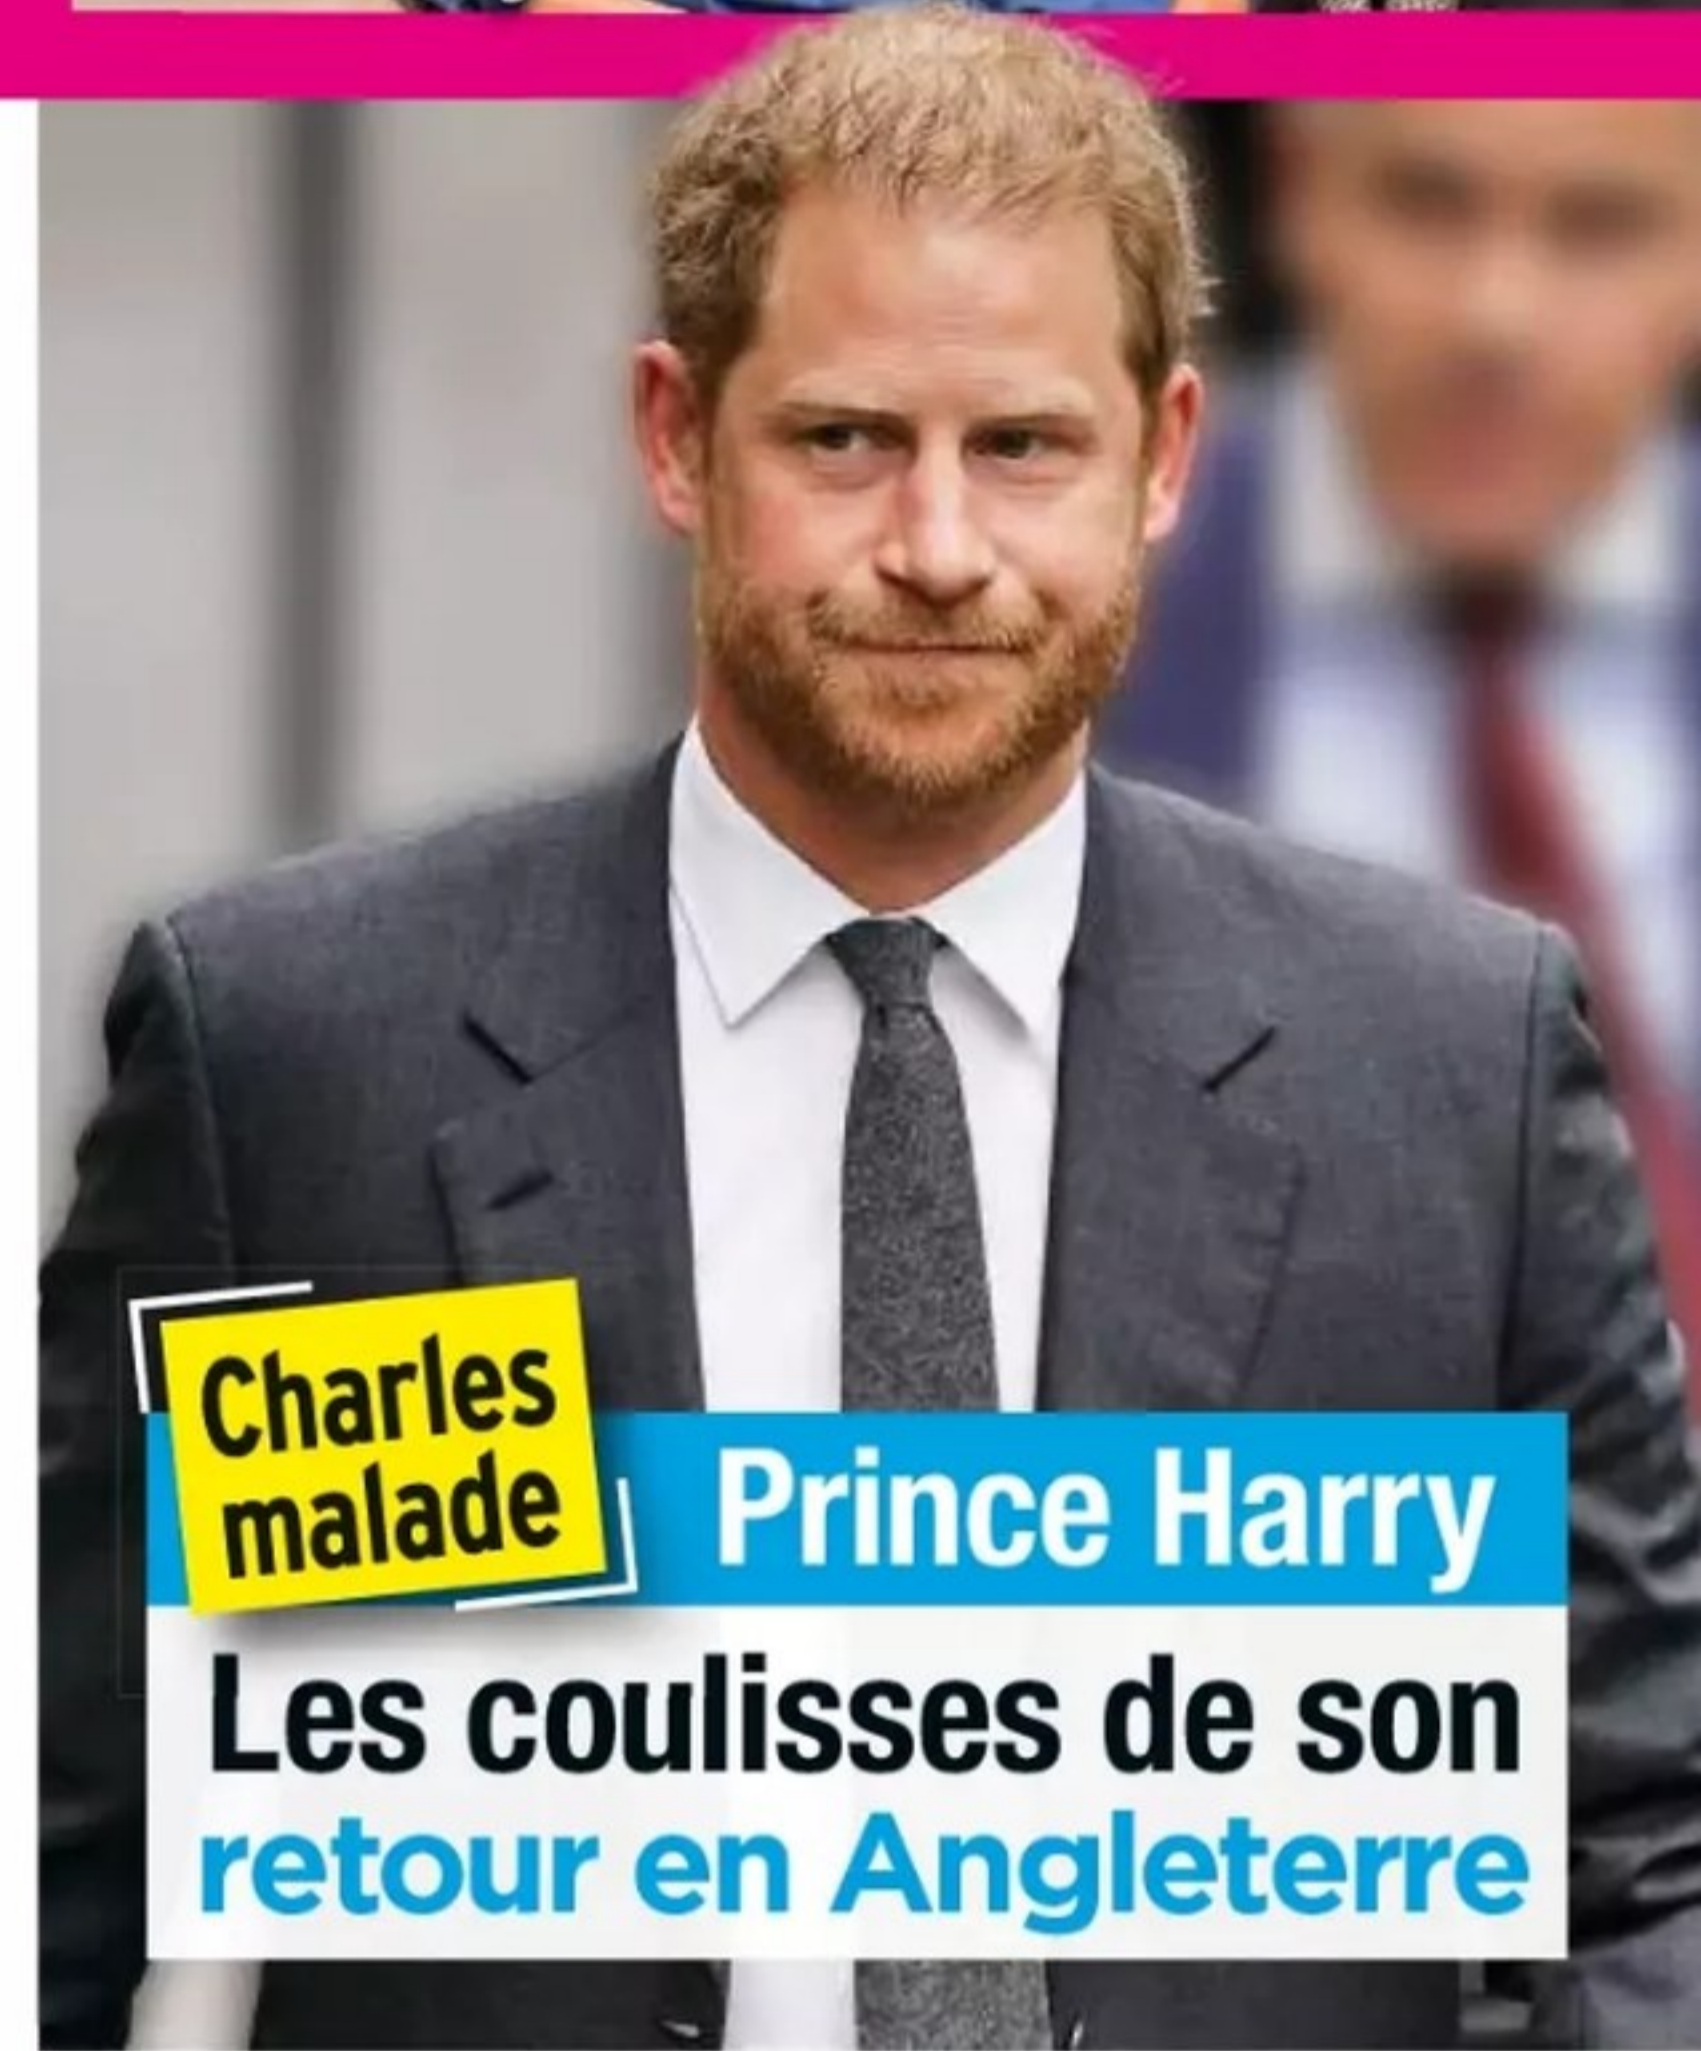 Charles
malade
Prince Harry
Les coulisses de son
retour en Angleterre